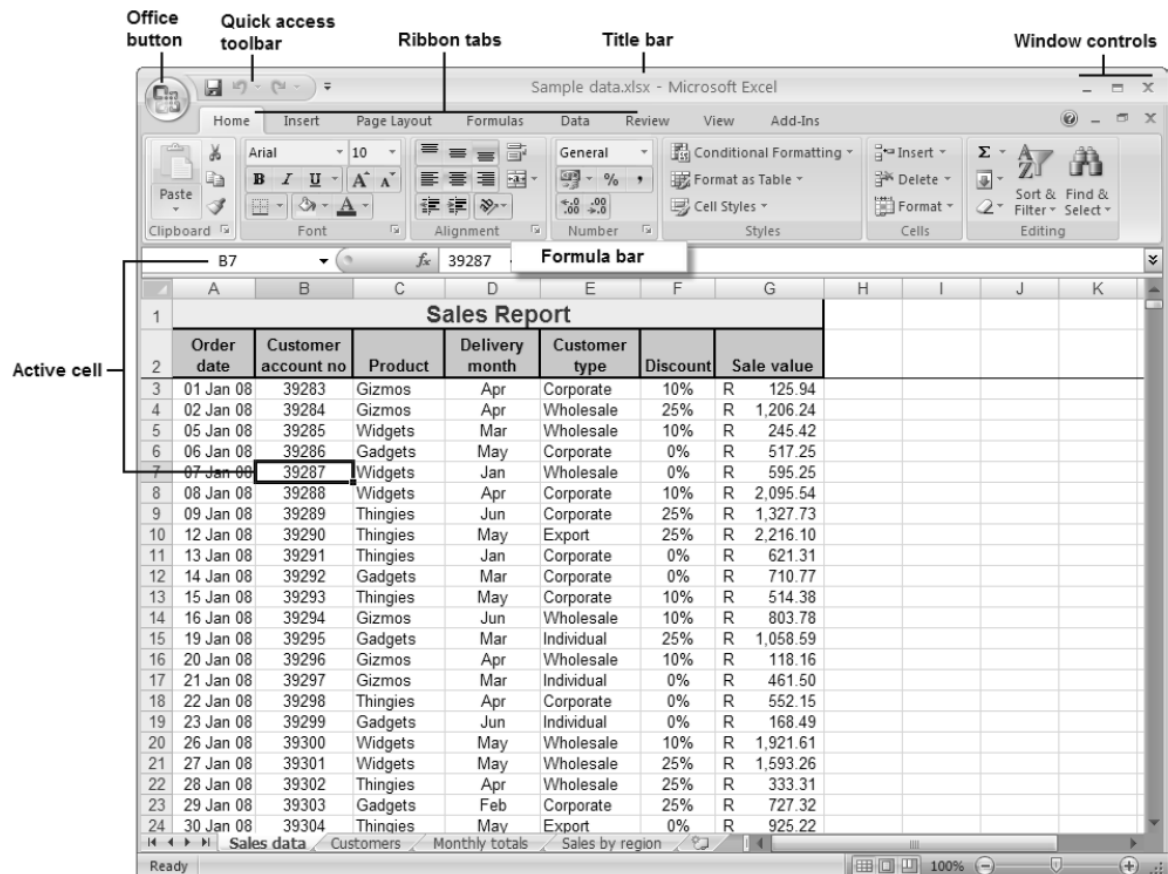 Office button
Quick access toolbar
Ribbon tabs
Title bar
Window controls
Sample data.xlsx - Microsoft Excel
Home Insert Page Layout Formulas Data Review View Add-Ins
Arial 10 General Conditional Formatting Insert Σ
Paste B I U A A % , Format as Table Delete Sort & Filter Find & Select
A .00 .0 .00 Cell Styles Format
Clipboard Font Alignment Number Styles Cells Editing
B7 fx 39287 Formula bar
A B C D E F G H I J K
1 Sales Report
2 Order date Customer account no Product Delivery month Customer type Discount Sale value
Active cell
3 01 Jan 08 39283 Gizmos Apr Corporate 10% R 125.94
4 02 Jan 08 39284 Gizmos Apr Wholesale 25% R 1,206.24
5 05 Jan 08 39285 Widgets Mar Wholesale 10% R 245.42
6 06 Jan 08 39286 Gadgets May Corporate 0% R 517.25
7 07 Jan 08 39287 Widgets Jan Wholesale 0% R 595.25
8 08 Jan 08 39288 Widgets Apr Corporate 10% R 2,095.54
9 09 Jan 08 39289 Thingies Jun Corporate 25% R 1,327.73
10 12 Jan 08 39290 Thingies May Export 25% R 2,216.10
11 13 Jan 08 39291 Thingies Jan Corporate 0% R 621.31
12 14 Jan 08 39292 Gadgets Mar Corporate 0% R 710.77
13 15 Jan 08 39293 Thingies May Corporate 10% R 514.38
14 16 Jan 08 39294 Gizmos Jun Wholesale 10% R 803.78
15 19 Jan 08 39295 Gadgets Mar Individual 25% R 1,058.59
16 20 Jan 08 39296 Gizmos Apr Wholesale 10% R 118.16
17 21 Jan 08 39297 Gizmos Mar Individual 0% R 461.50
18 22 Jan 08 39298 Thingies Apr Corporate 0% R 552.15
19 23 Jan 08 39299 Gadgets Jun Individual 0% R 168.49
20 26 Jan 08 39300 Widgets May Wholesale 10% R 1,921.61
21 27 Jan 08 39301 Widgets May Wholesale 25% R 1,593.26
22 28 Jan 08 39302 Thingies Apr Wholesale 25% R 333.31
23 29 Jan 08 39303 Gadgets Feb Corporate 25% R 727.32
24 30 Jan 08 39304 Thingies May Export 0% R 925.22
Sales data Customers Monthly totals Sales by region
Ready 100%